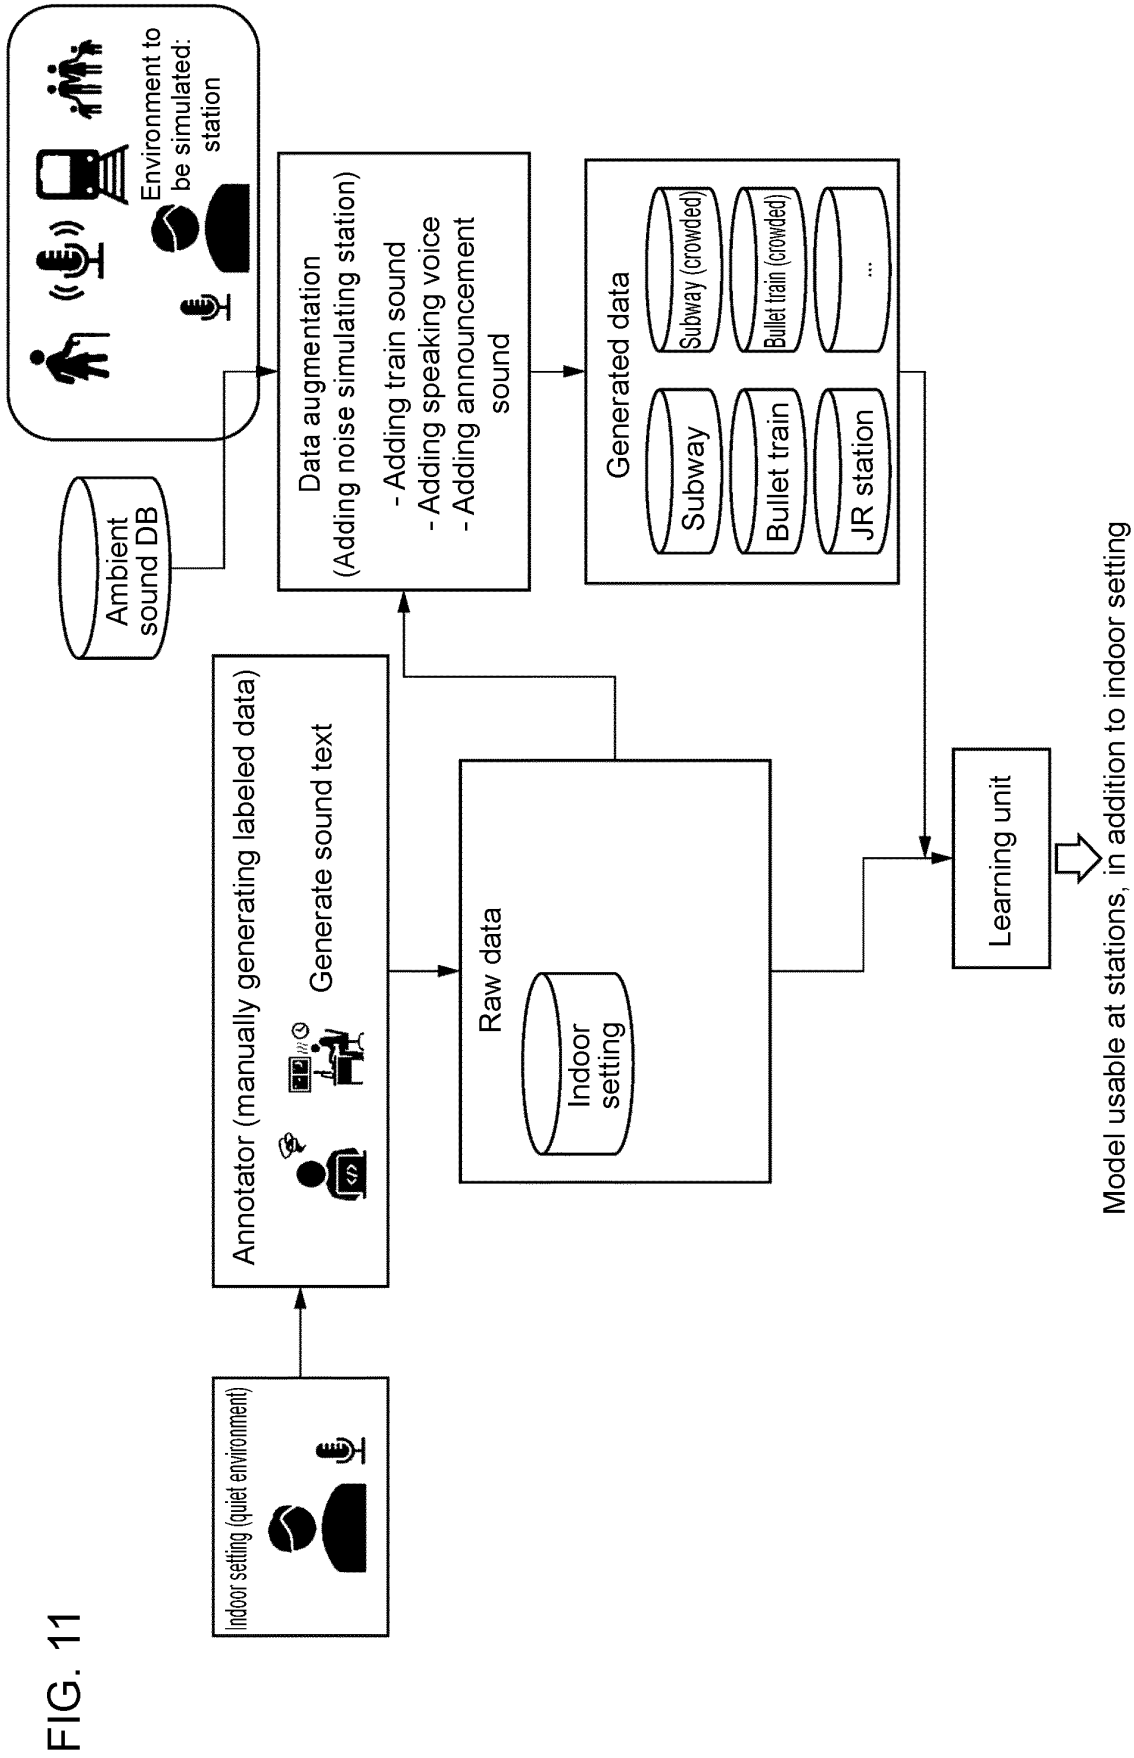 FIG. 11
Indoor setting (quiet environment)
Annotator (manually generating labeled data)
Generate sound text
</>
Raw data
Indoor
setting
Ambient
sound DB
Environment to
be simulated:
station
Data augmentation
(Adding noise simulating station)
- Adding train sound
- Adding speaking voice
- Adding announcement
sound
Generated data
Subway
Subway (crowded)
Bullet train
Bullet train (crowded)
JR station
...
Learning unit
Model usable at stations, in addition to indoor setting